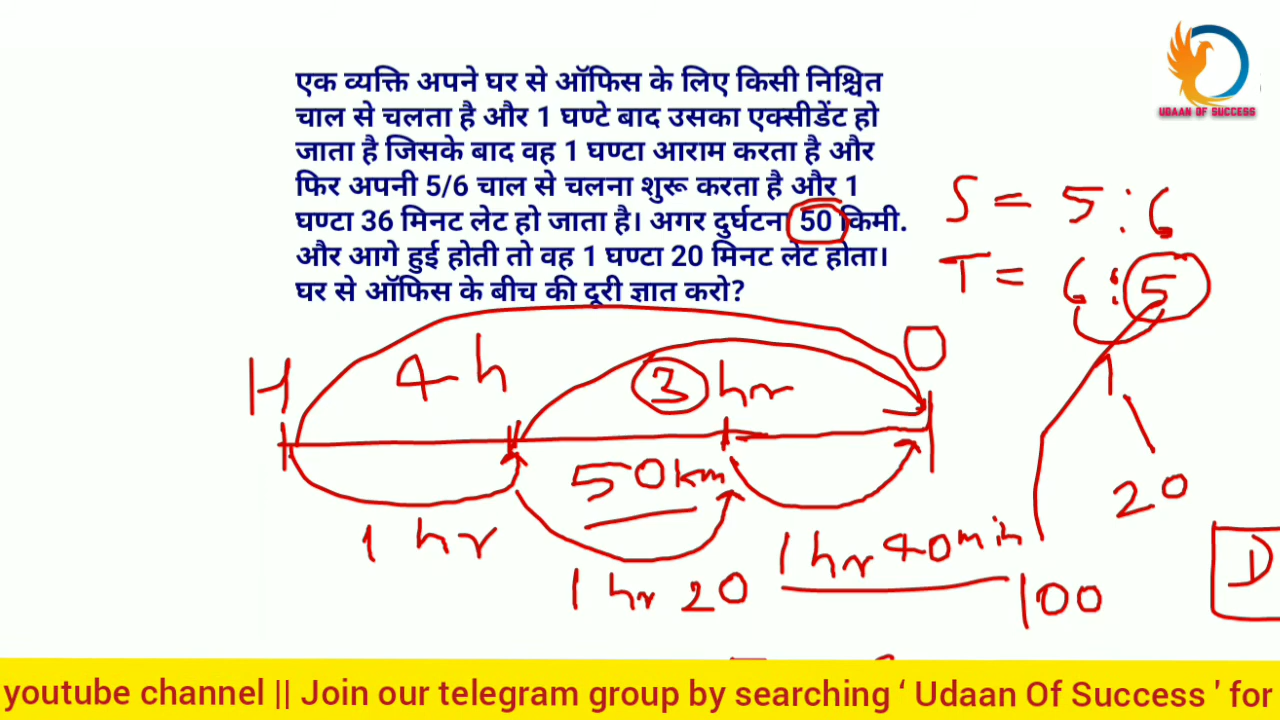 एक व्यक्ति अपने घर से ऑफिस के लिए किसी निश्चित
चाल से चलता है और 1 घण्टे बाद उसका एक्सीडेंट हो
जाता है जिसके बाद वह 1 घण्टा आराम करता है और
फिर अपनी 5/6 चाल से चलना शुरू करता है और 1
घण्टा 36 मिनट लेट हो जाता है। अगर दुर्घटना 50 किमी.
और आगे हुई होती तो वह 1 घण्टा 20 मिनट लेट होता।
घर से ऑफिस के बीच की दूरी ज्ञात करो?
UDAAN OF SUCCESS
S = 5 : 6
T = 6 : 5
1
20
100
H 4 h 3 hr O
50km
1 hr
1 hr 20
1 hr 40 min
D
youtube channel || Join our telegram group by searching ‘ Udaan Of Success ' for